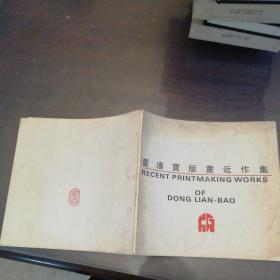 董連寶版畫近作集
RECENT PRINTMAKING WORKS
OF
DONG LIAN-BAO